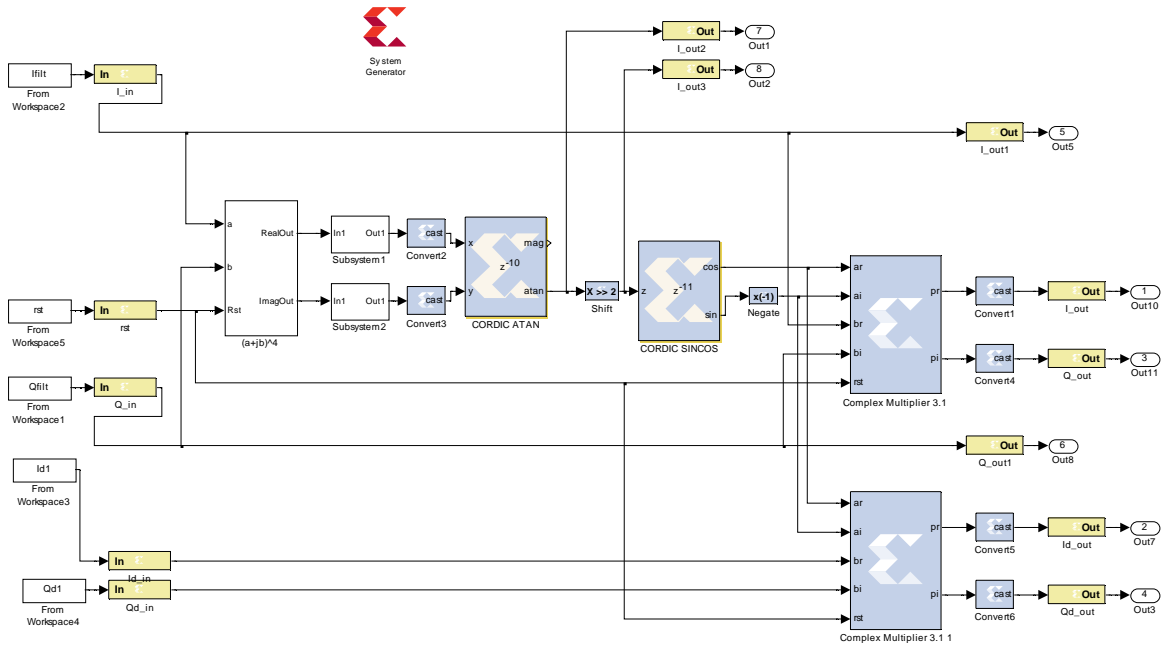 System
Generator
Out
I_out2
7
Out1
Out
I_out3
8
Out2
Ifilt
From
Workspace2
In
I_in
Out
I_out1
5
Out5
a
b
Rst
RealOut
ImagOut
(a+jb)^4
In1
Out1
Subsystem1
cast
Convert2
In1
Out1
Subsystem2
cast
Convert3
x
y
mag
z-10
atan
CORDIC ATAN
X >> 2
Shift
z
z-11
cos
sin
CORDIC SINCOS
x(-1)
Negate
ar
ai
br
bi
rst
pr
pi
Complex Multiplier 3.1
cast
Convert1
Out
I_out
1
Out10
cast
Convert4
Out
Q_out
3
Out11
rst
From
Workspace5
In
rst
Qfilt
From
Workspace1
In
Q_in
Out
Q_out1
6
Out8
Id1
From
Workspace3
In
Id_in
Qd1
From
Workspace4
In
Qd_in
ar
ai
br
bi
rst
pr
pi
Complex Multiplier 3.1 1
cast
Convert5
Out
Id_out
2
Out7
cast
Convert6
Out
Qd_out
4
Out3